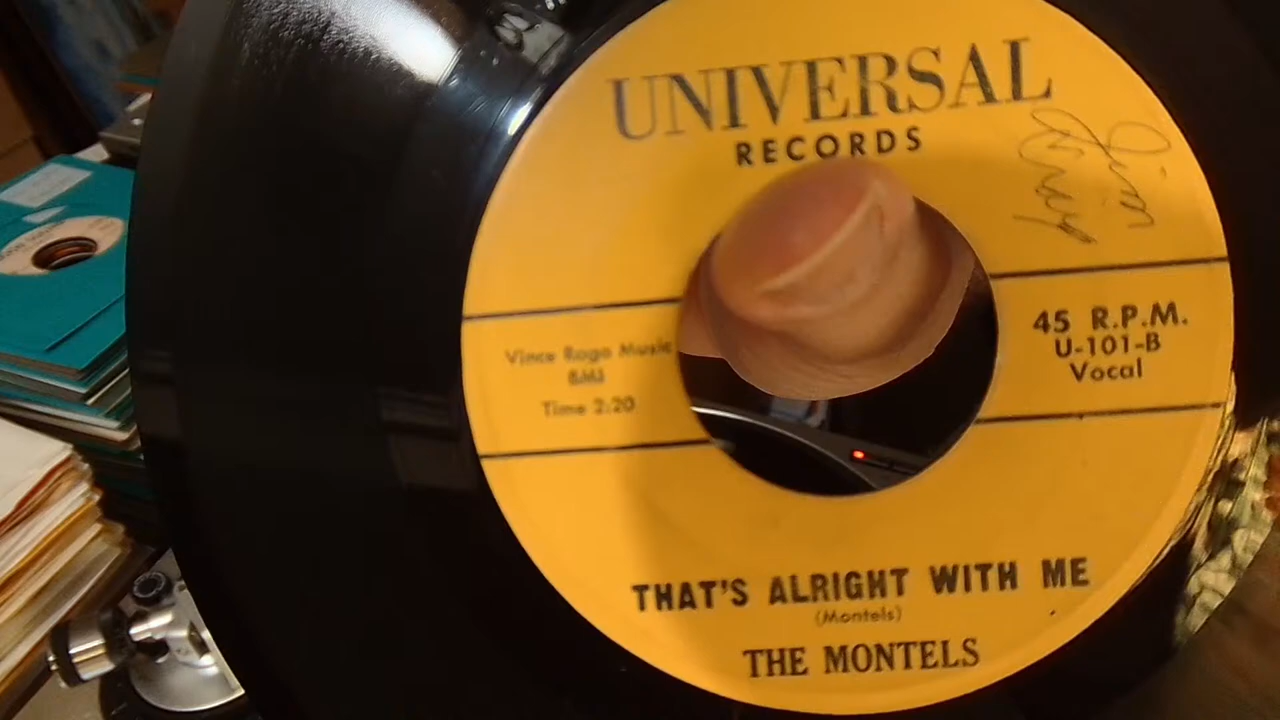 UNIVERSAL
RECORDS
Vince Rago Music
BMI
Time 2:20
45 R.P.M.
U-101-B
Vocal
THAT'S ALRIGHT WITH ME
(Montels)
THE MONTELS